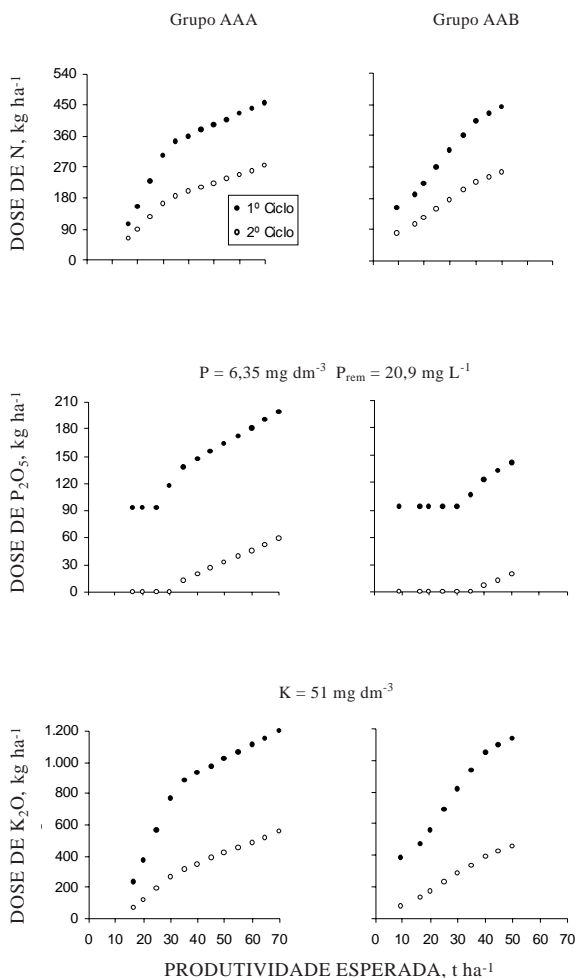 Grupo AAA Grupo AAB
DOSE DE N, kg ha-1
540
450
360
270
180
90
0
1º Ciclo
2º Ciclo
P = 6,35 mg dm-3 Prem = 20,9 mg L-1
DOSE DE P2O5, kg ha-1
210
180
150
120
90
60
30
0
K = 51 mg dm-3
DOSE DE K2O, kg ha-1
1.200
1.000
800
600
400
200
0
0 10 20 30 40 50 60 70 0 10 20 30 40 50 60 70
PRODUTIVIDADE ESPERADA, t ha-1